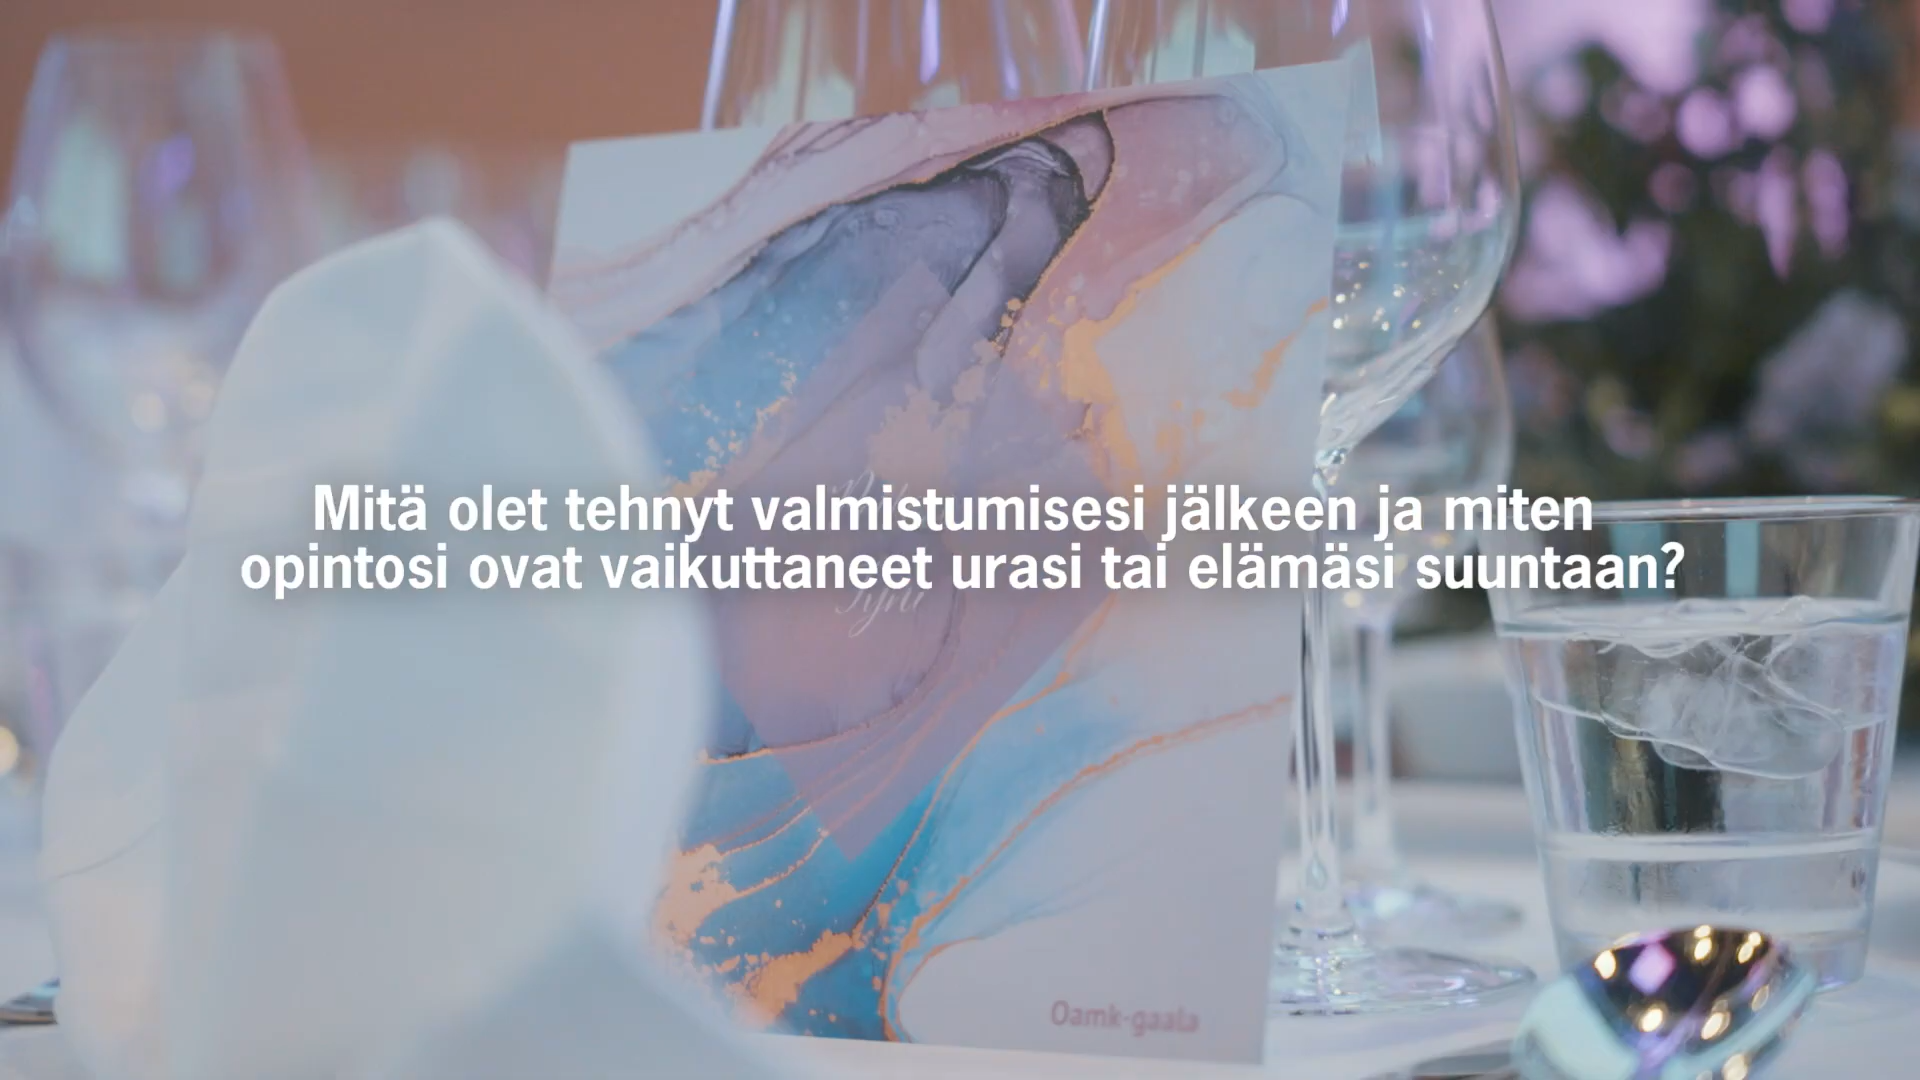 Mitä olet tehnyt valmistumisesi jälkeen ja miten
opintosi ovat vaikuttaneet urasi tai elämäsi suuntaan?
Oamk-gaala